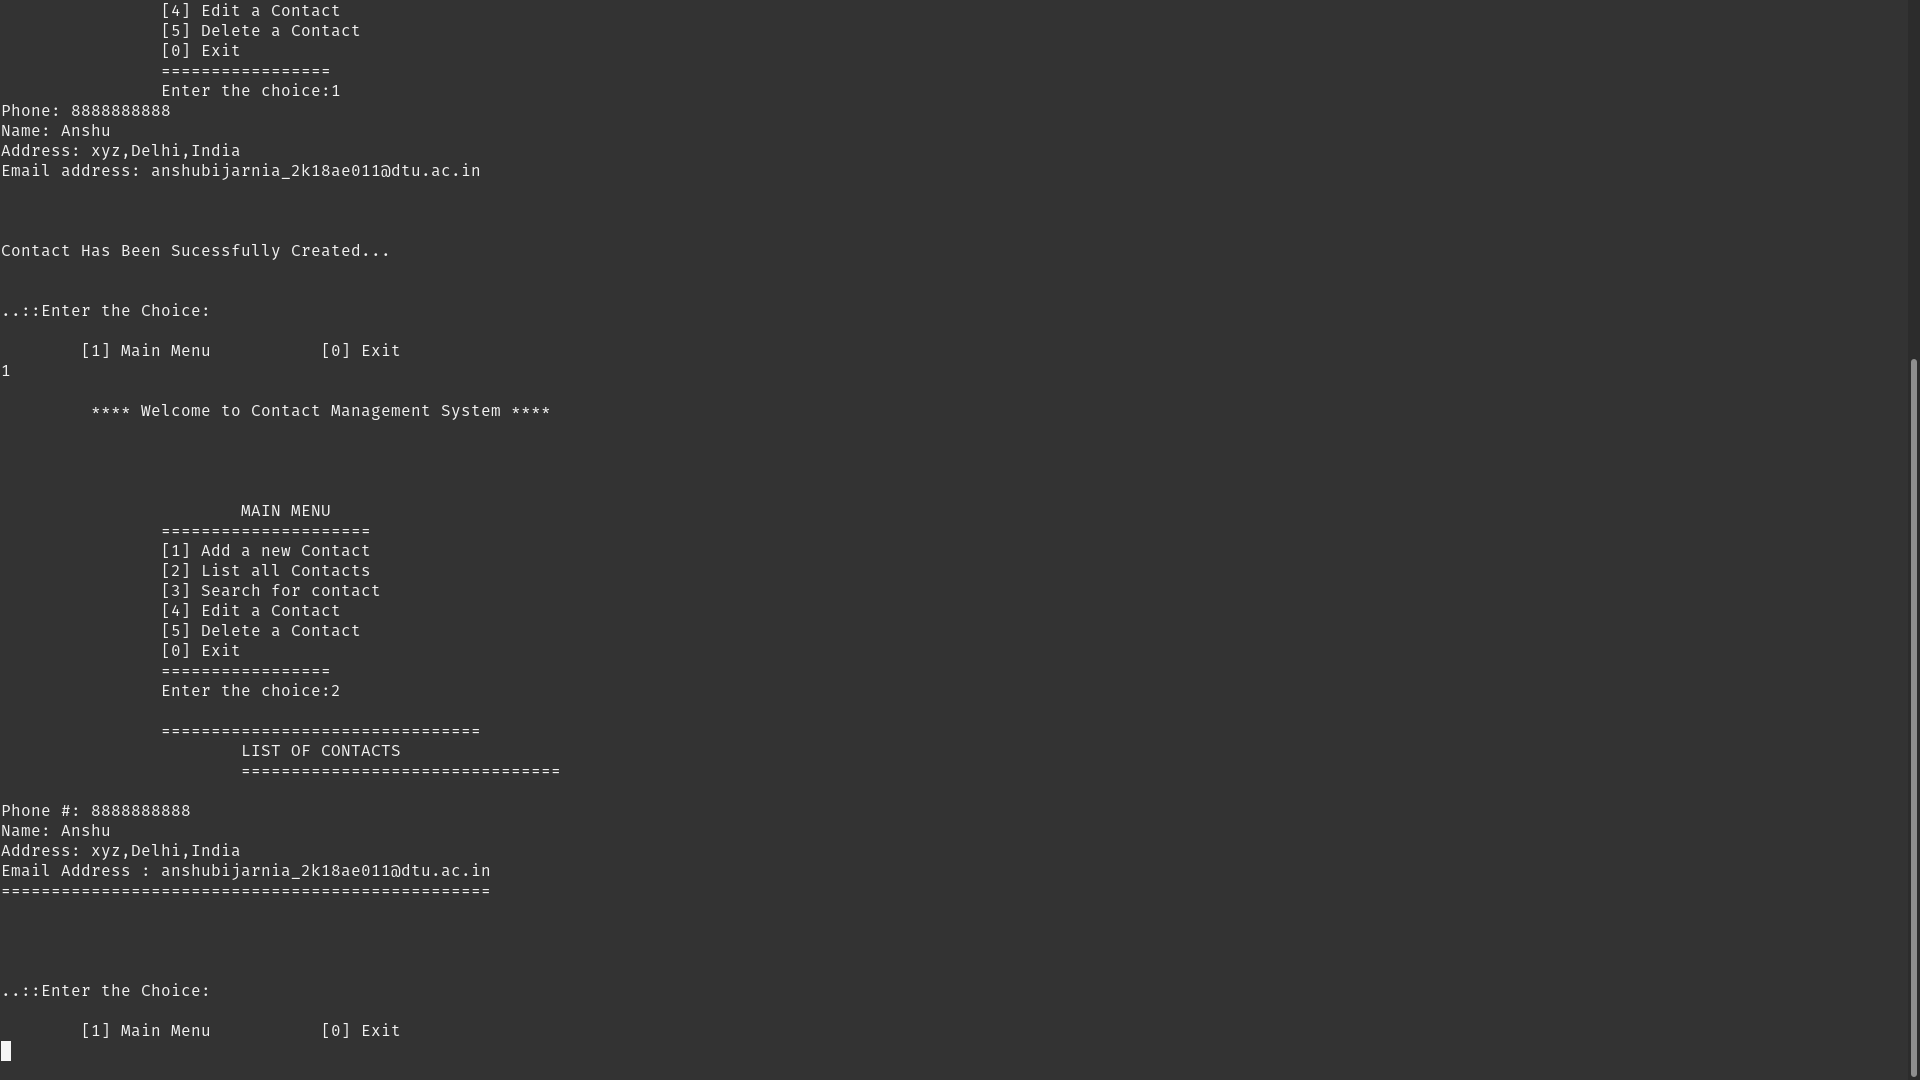 [4] Edit a Contact
[5] Delete a Contact
[0] Exit
=================
Enter the choice:1
Phone: 8888888888
Name: Anshu
Address: xyz,Delhi,India
Email address: anshubijarnia_2k18ae011@dtu.ac.in
Contact Has Been Sucessfully Created...
..::Enter the Choice:
[1] Main Menu [0] Exit
1
**** Welcome to Contact Management System ****
MAIN MENU
=====================
[1] Add a new Contact
[2] List all Contacts
[3] Search for contact
[4] Edit a Contact
[5] Delete a Contact
[0] Exit
=================
Enter the choice:2
================================
LIST OF CONTACTS
================================
Phone #: 8888888888
Name: Anshu
Address: xyz,Delhi,India
Email Address : anshubijarnia_2k18ae011@dtu.ac.in
=================================================
..::Enter the Choice:
[1] Main Menu [0] Exit